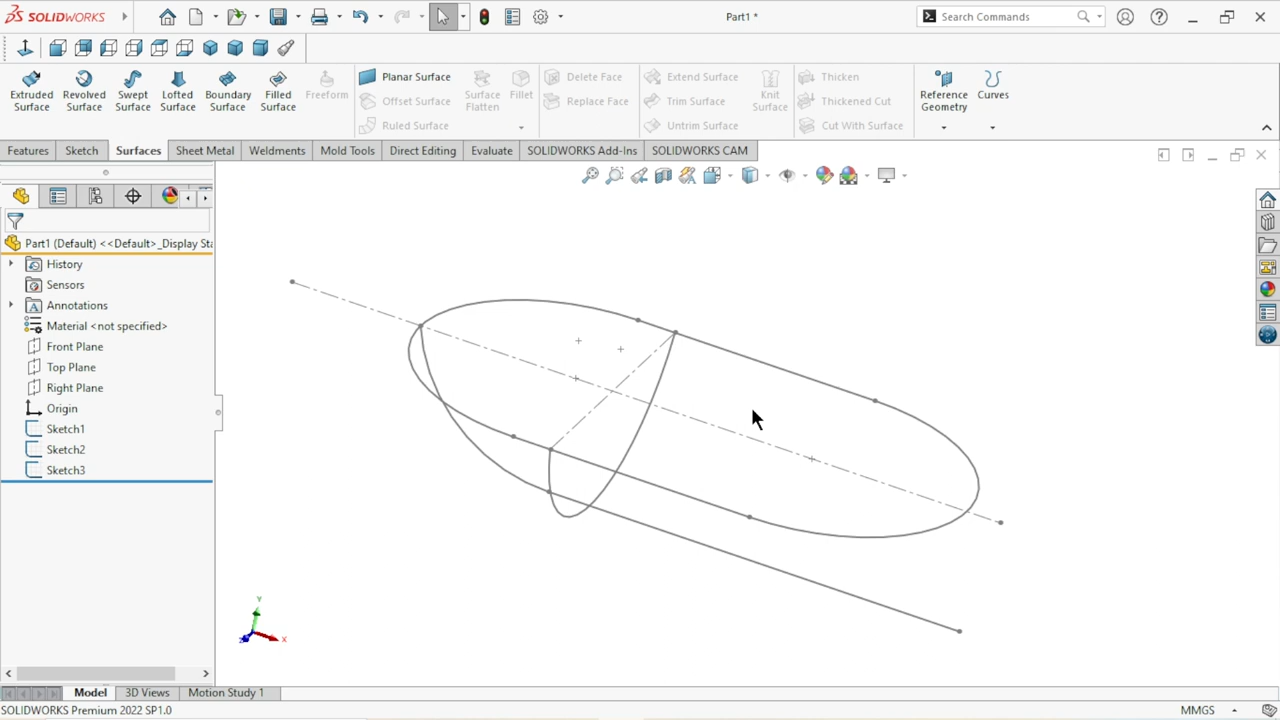 SOLIDWORKS
Part1 *
Search Commands
Extruded Surface
Revolved Surface
Swept Surface
Lofted Surface
Boundary Surface
Filled Surface
Freeform
Planar Surface
Offset Surface
Ruled Surface
Surface Flatten
Fillet
Delete Face
Replace Face
Extend Surface
Trim Surface
Untrim Surface
Knit Surface
Thicken
Thickened Cut
Cut With Surface
Reference Geometry
Curves
Features
Sketch
Surfaces
Sheet Metal
Weldments
Mold Tools
Direct Editing
Evaluate
SOLIDWORKS Add-Ins
SOLIDWORKS CAM
Part1 (Default) <<Default>_Display Sta
History
Sensors
Annotations
Material <not specified>
Front Plane
Top Plane
Right Plane
Origin
Sketch1
Sketch2
Sketch3
Y
X
Z
Model
3D Views
Motion Study 1
SOLIDWORKS Premium 2022 SP1.0
MMGS